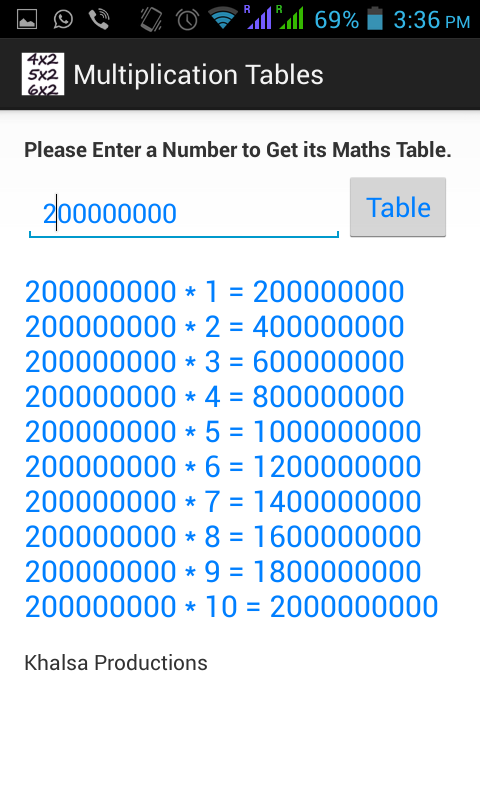 R R 69% 3:36 PM
4x2
5x2
6x2
Multiplication Tables
Please Enter a Number to Get its Maths Table.
200000000
Table
200000000 * 1 = 200000000
200000000 * 2 = 400000000
200000000 * 3 = 600000000
200000000 * 4 = 800000000
200000000 * 5 = 1000000000
200000000 * 6 = 1200000000
200000000 * 7 = 1400000000
200000000 * 8 = 1600000000
200000000 * 9 = 1800000000
200000000 * 10 = 2000000000
Khalsa Productions